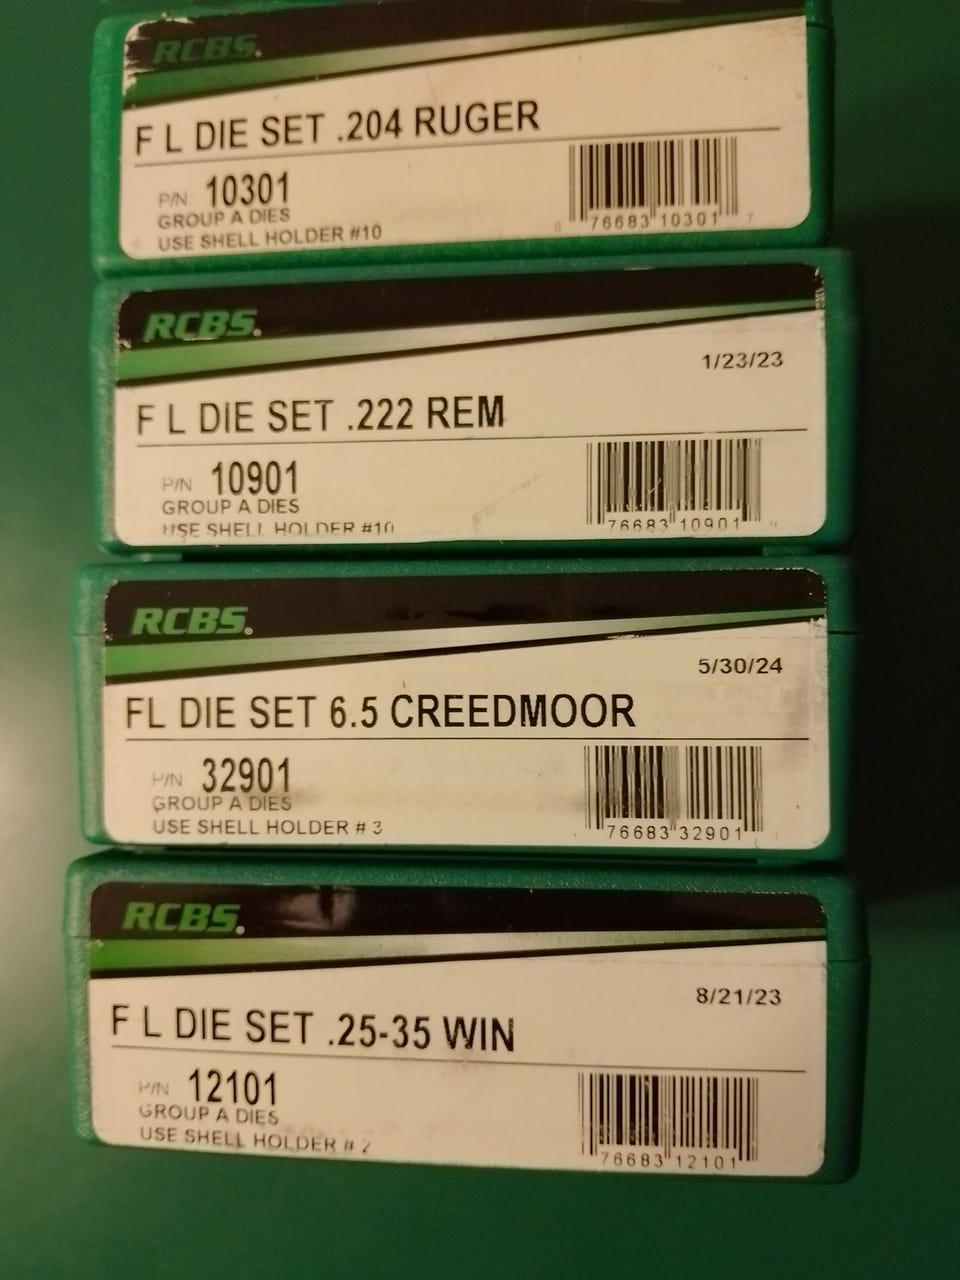 RCBS.
F L DIE SET .204 RUGER
P/N 10301
GROUP A DIES
USE SHELL HOLDER #10
0 76683 10301 7
RCBS.
1/23/23
F L DIE SET .222 REM
P/N 10901
GROUP A DIES
USE SHELL HOLDER #10
76683 10901
RCBS.
5/30/24
FL DIE SET 6.5 CREEDMOOR
P/N 32901
GROUP A DIES
USE SHELL HOLDER # 3
76683 32901
RCBS.
8/21/23
F L DIE SET .25-35 WIN
P/N 12101
GROUP A DIES
USE SHELL HOLDER # 2
76683 12101